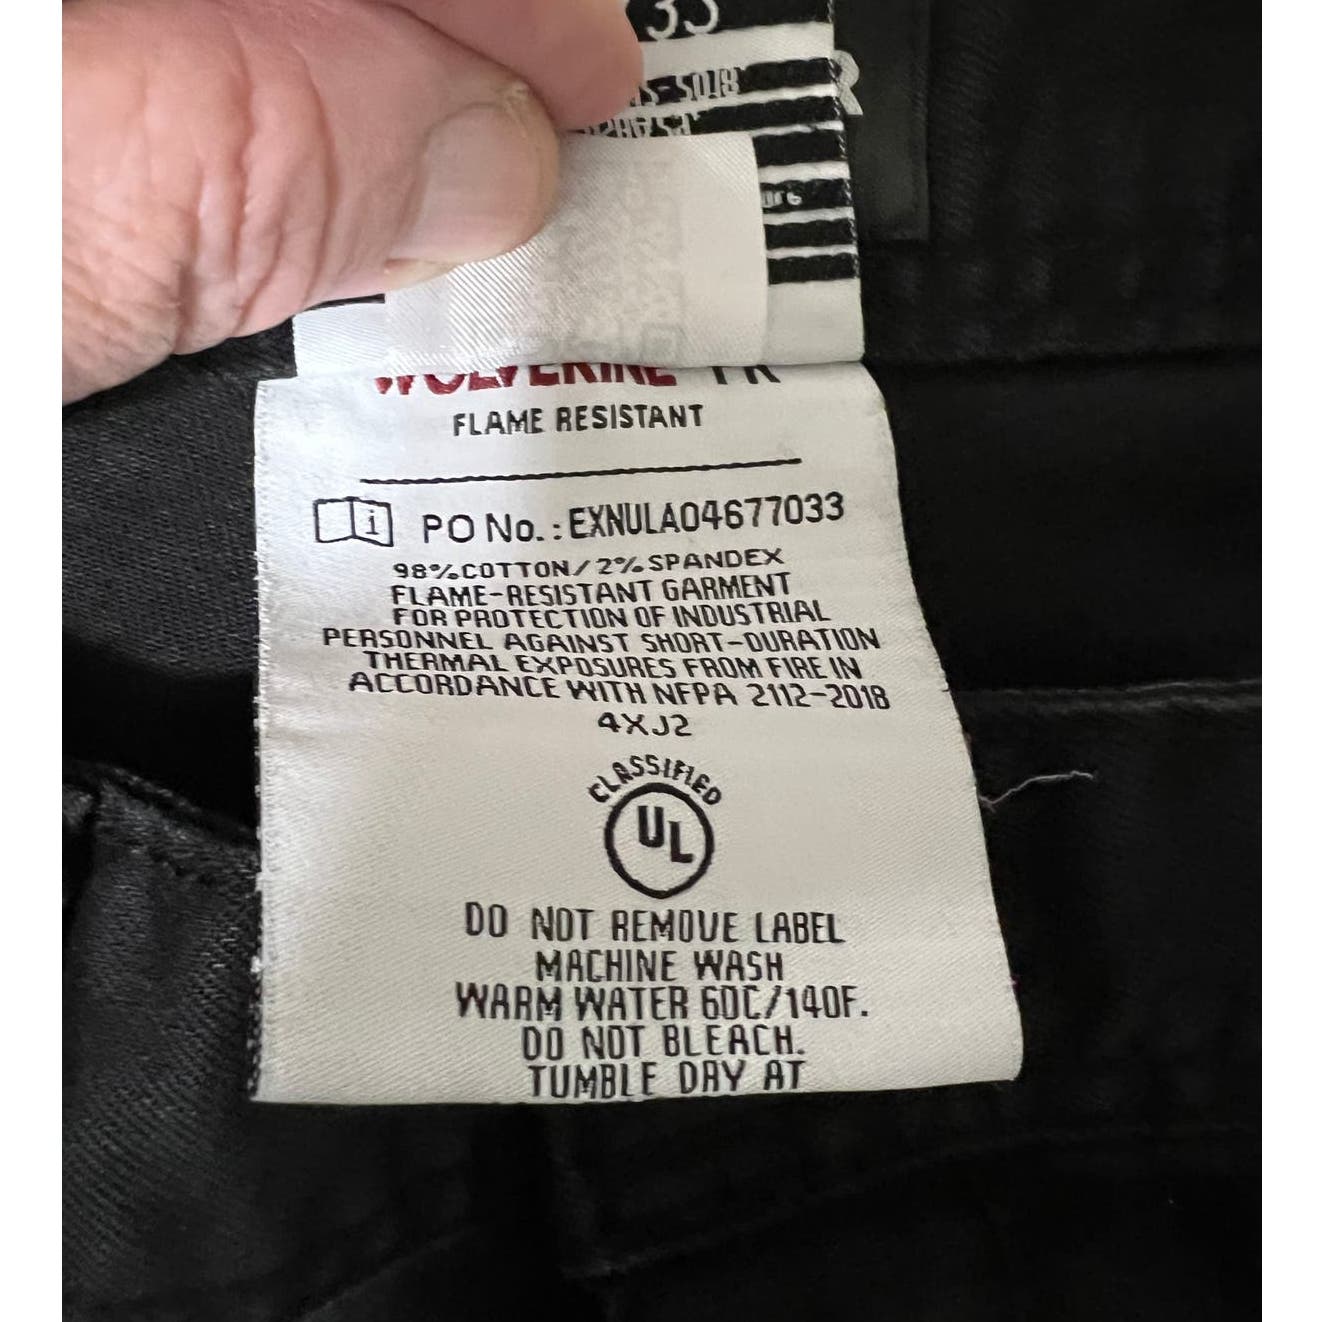 WOLVERINE FR
FLAME RESISTANT
i PO No.: EXNULA04677033
98% COTTON/2% SPANDEX
FLAME-RESISTANT GARMENT
FOR PROTECTION OF INDUSTRIAL
PERSONNEL AGAINST SHORT-DURATION
THERMAL EXPOSURES FROM FIRE IN
ACCORDANCE WITH NFPA 2112-2018
4XJ2
CLASSIFIED
UL
DO NOT REMOVE LABEL
MACHINE WASH
WARM WATER 60C/140F.
DO NOT BLEACH.
TUMBLE DRY AT